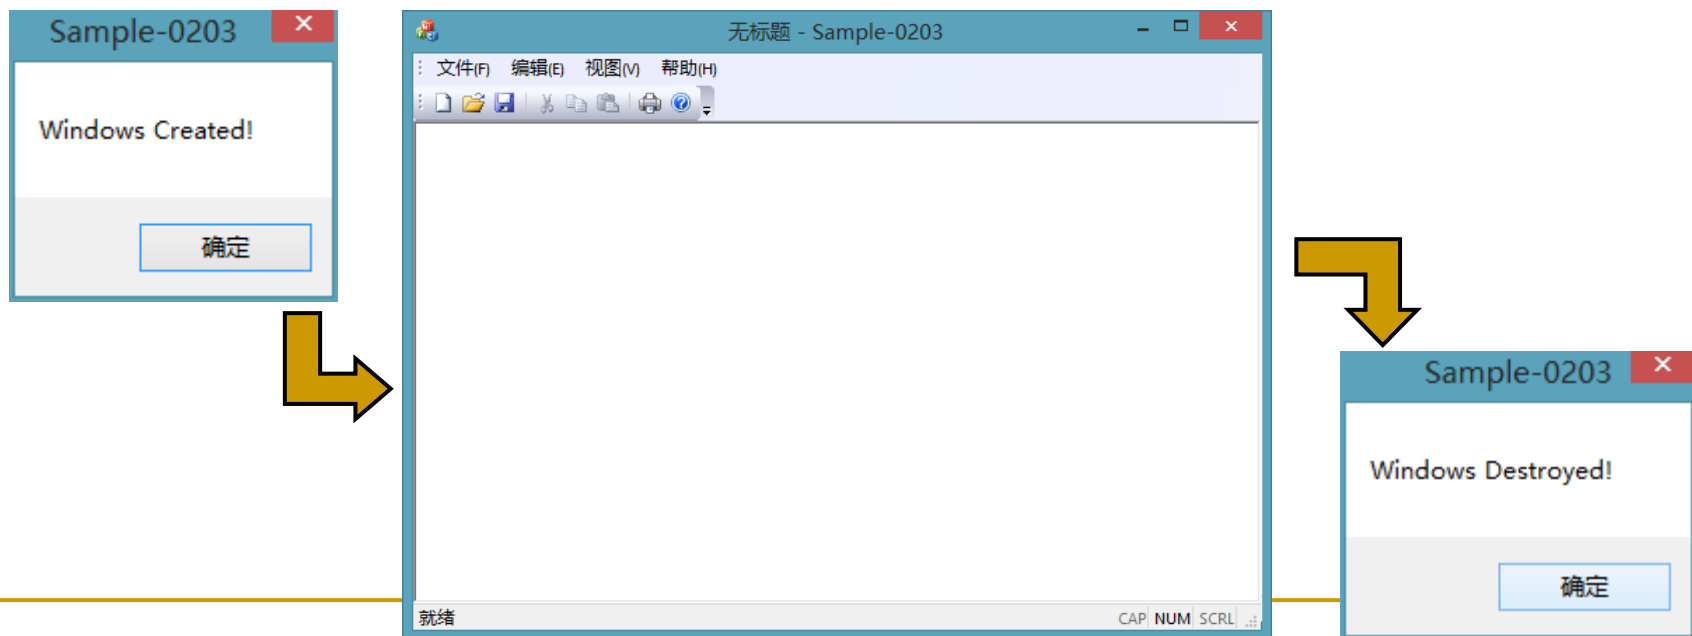 Sample-0203
Windows Created!
确定
无标题 - Sample-0203
文件(F) 编辑(E) 视图(V) 帮助(H)
就绪
CAP NUM SCRL
Sample-0203
Windows Destroyed!
确定